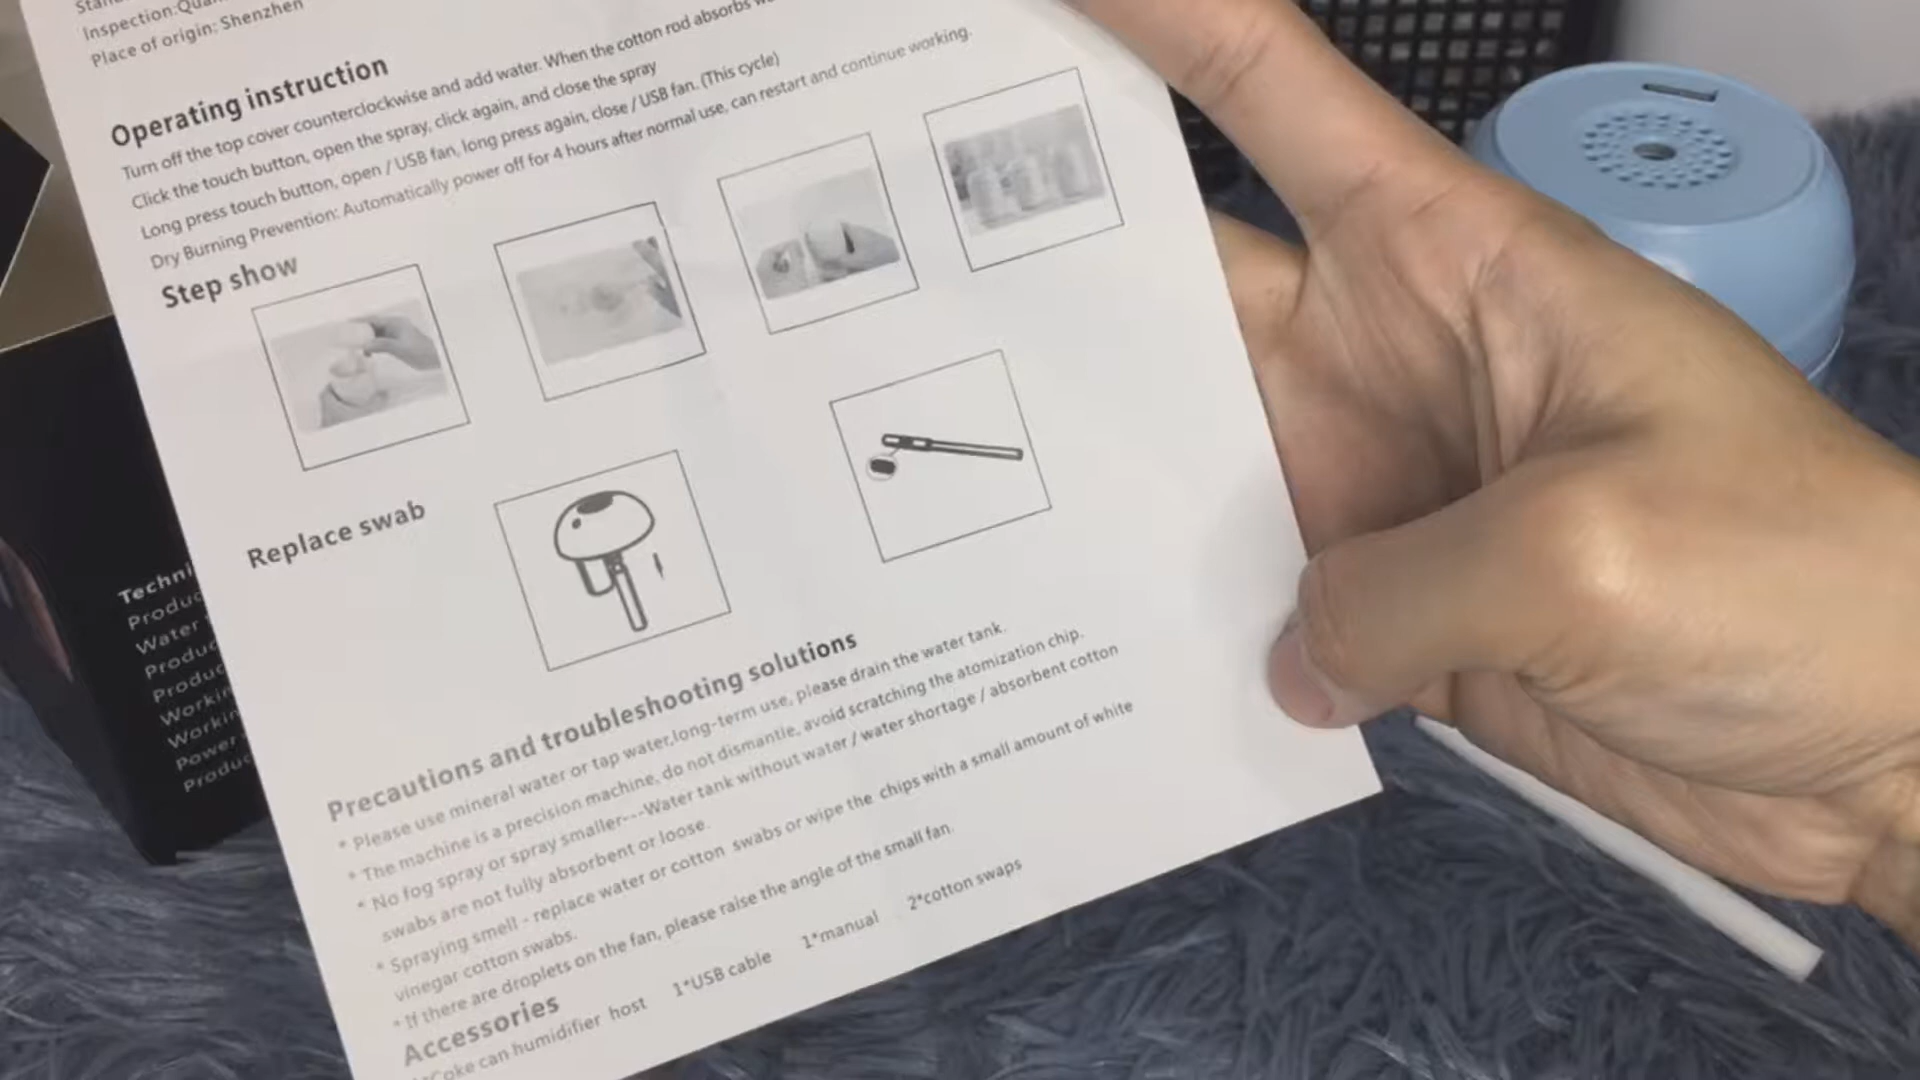 Inspection:
Place of origin: Shenzhen
Operating instruction
Turn off the top cover counterclockwise and add water. When the cotton rod absorbs
Click the touch button, open the spray, click again, and close the spray
Long press touch button, open / USB fan, long press again, close / USB fan. (This cycle)
Dry Burning Prevention: Automatically power off for 4 hours after normal use, can restart and continue working.
Step show
Replace swab
Precautions and troubleshooting solutions
* Please use mineral water or tap water,long-term use, please drain the water tank.
* The machine is a precision machine, do not dismantle, avoid scratching the atomization chip.
* No fog spray or spray smaller---Water tank without water / water shortage / absorbent cotton
swabs are not fully absorbent or loose.
* Spraying smell - replace water or cotton swabs or wipe the chips with a small amount of white
vinegar cotton swabs.
* If there are droplets on the fan, please raise the angle of the small fan.
Accessories
Coke can humidifier host 1*USB cable 1*manual 2*cotton swaps
Techni
Produc
Water
Produc
Produc
Workin
Workin
Power
Produc